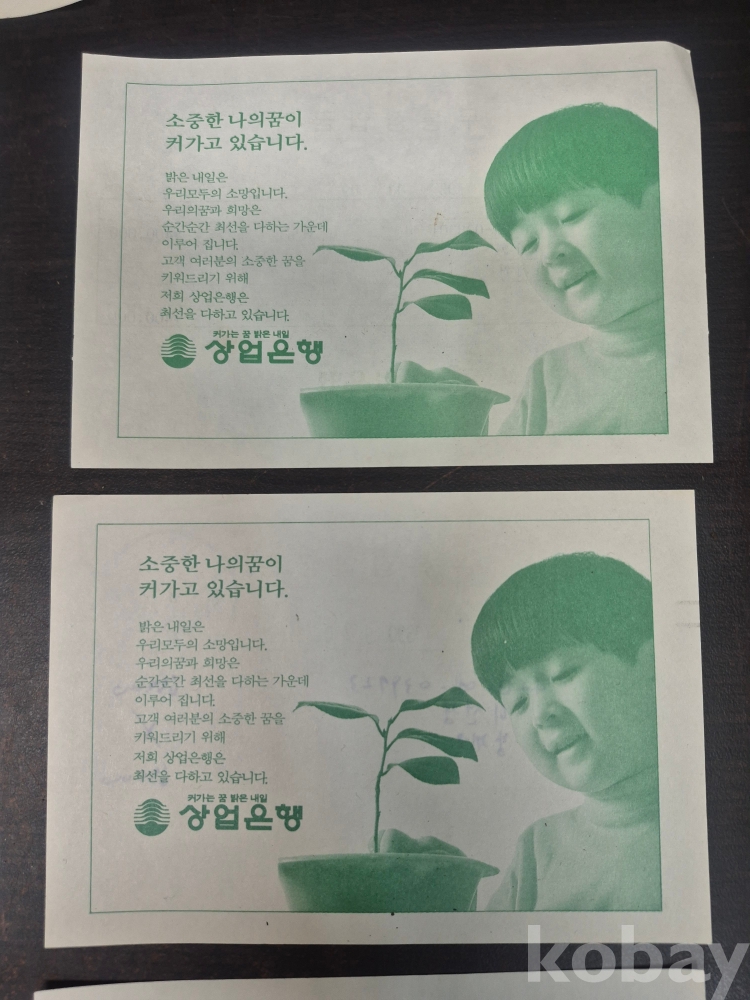 소중한 나의꿈이
커가고 있습니다.
밝은 내일은
우리모두의 소망입니다.
우리의꿈과 희망은
순간순간 최선을 다하는 가운데
이루어 집니다.
고객 여러분의 소중한 꿈을
키워드리기 위해
저희 상업은행은
최선을 다하고 있습니다.
커가는 꿈 밝은 내일
상업은행
소중한 나의꿈이
커가고 있습니다.
밝은 내일은
우리모두의 소망입니다.
우리의꿈과 희망은
순간순간 최선을 다하는 가운데
이루어 집니다.
고객 여러분의 소중한 꿈을
키워드리기 위해
저희 상업은행은
최선을 다하고 있습니다.
커가는 꿈 밝은 내일
상업은행
kobay